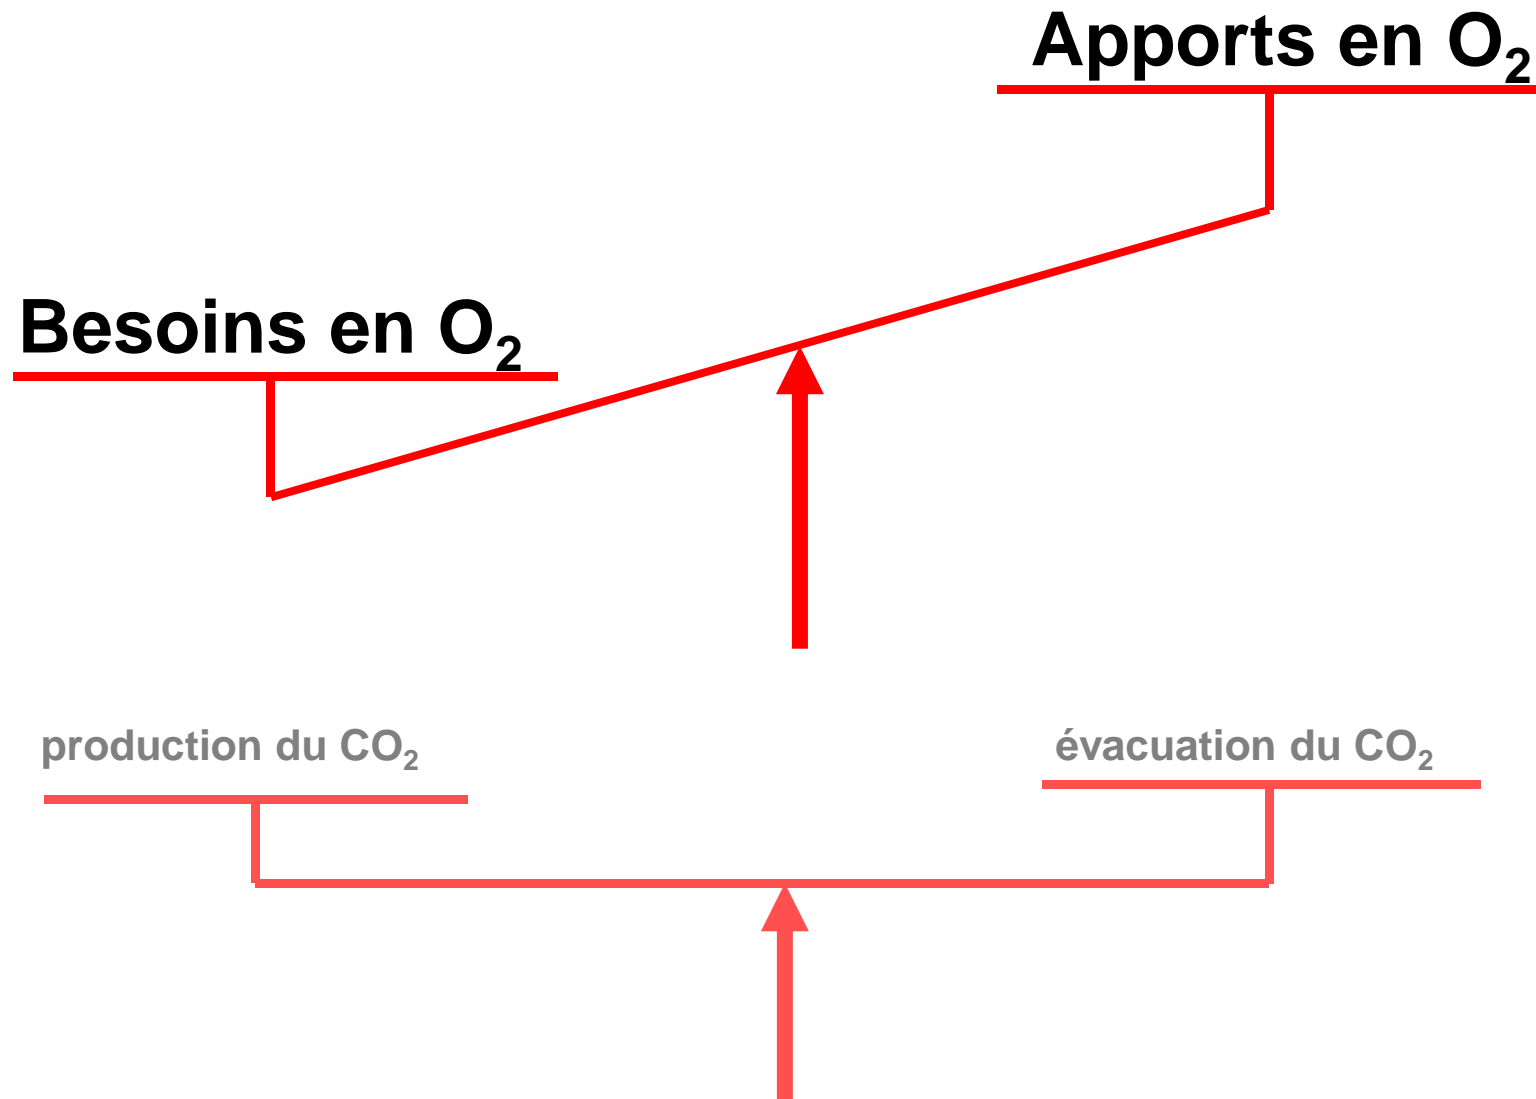 Apports en O₂
Besoins en O₂
production du CO₂
évacuation du CO₂